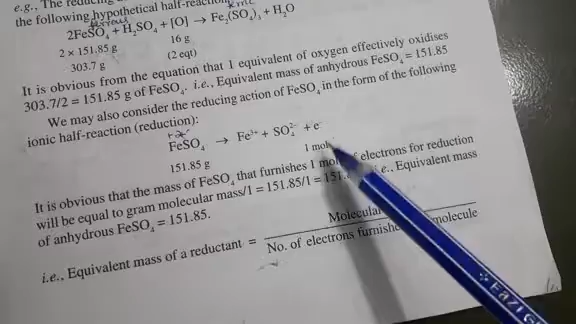 e.g., The reducing
the following hypothetical half-reaction
ferrous
2FeSO₄ + H₂SO₄ + [O] → Fe₂(SO₄)₃ + H₂O
2 × 151.85 g 16 g
303.7 g (2 eqt)
It is obvious from the equation that 1 equivalent of oxygen effectively oxidises
303.7/2 = 151.85 g of FeSO₄. i.e., Equivalent mass of anhydrous FeSO₄ = 151.85
We may also consider the reducing action of FeSO₄ in the form of the following
ionic half-reaction (reduction):
FeSO₄ → Fe³⁺ + SO₄²⁻ + e⁻
151.85 g 1 mole
It is obvious that the mass of FeSO₄ that furnishes 1 mole of electrons for reduction
will be equal to gram molecular mass/1 = 151.85/1 = 151. i.e., Equivalent mass
of anhydrous FeSO₄ = 151.85.
i.e., Equivalent mass of a reductant = Molecular
No. of electrons furnished molecule